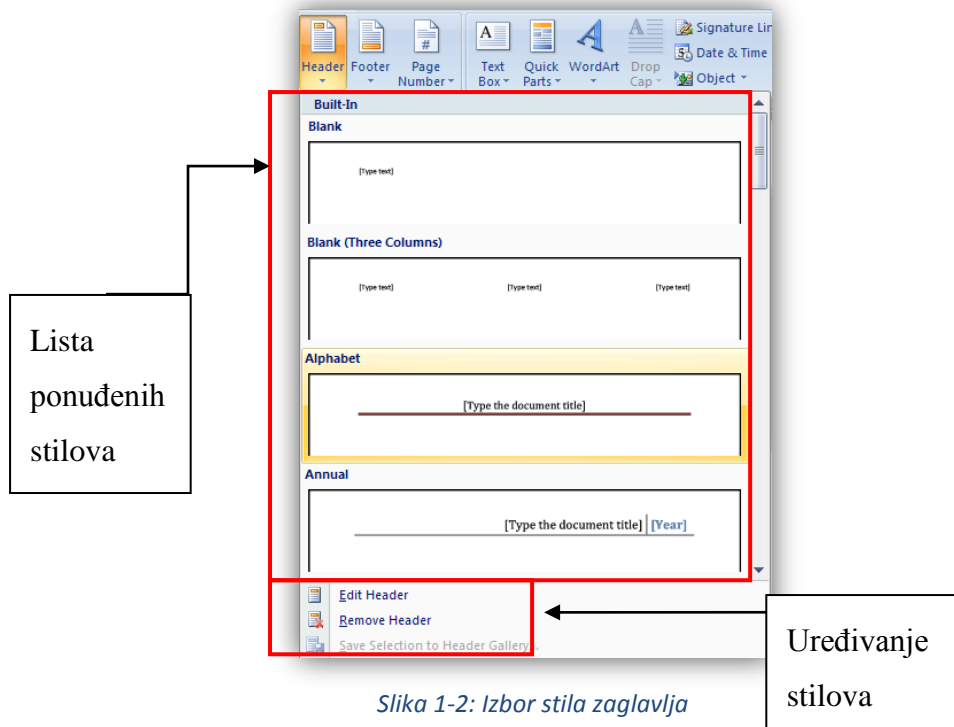 Header Footer Page Number
Text Box Quick Parts WordArt Drop Cap
Signature Lin
Date & Time
Object
Built-In
Blank
[Type text]
Blank (Three Columns)
[Type text] [Type text] [Type text]
Alphabet
[Type the document title]
Annual
[Type the document title] [Year]
Edit Header
Remove Header
Save Selection to Header Gallery...
Lista
ponuđenih
stilova
Uređivanje
stilova
Slika 1-2: Izbor stila zaglavlja